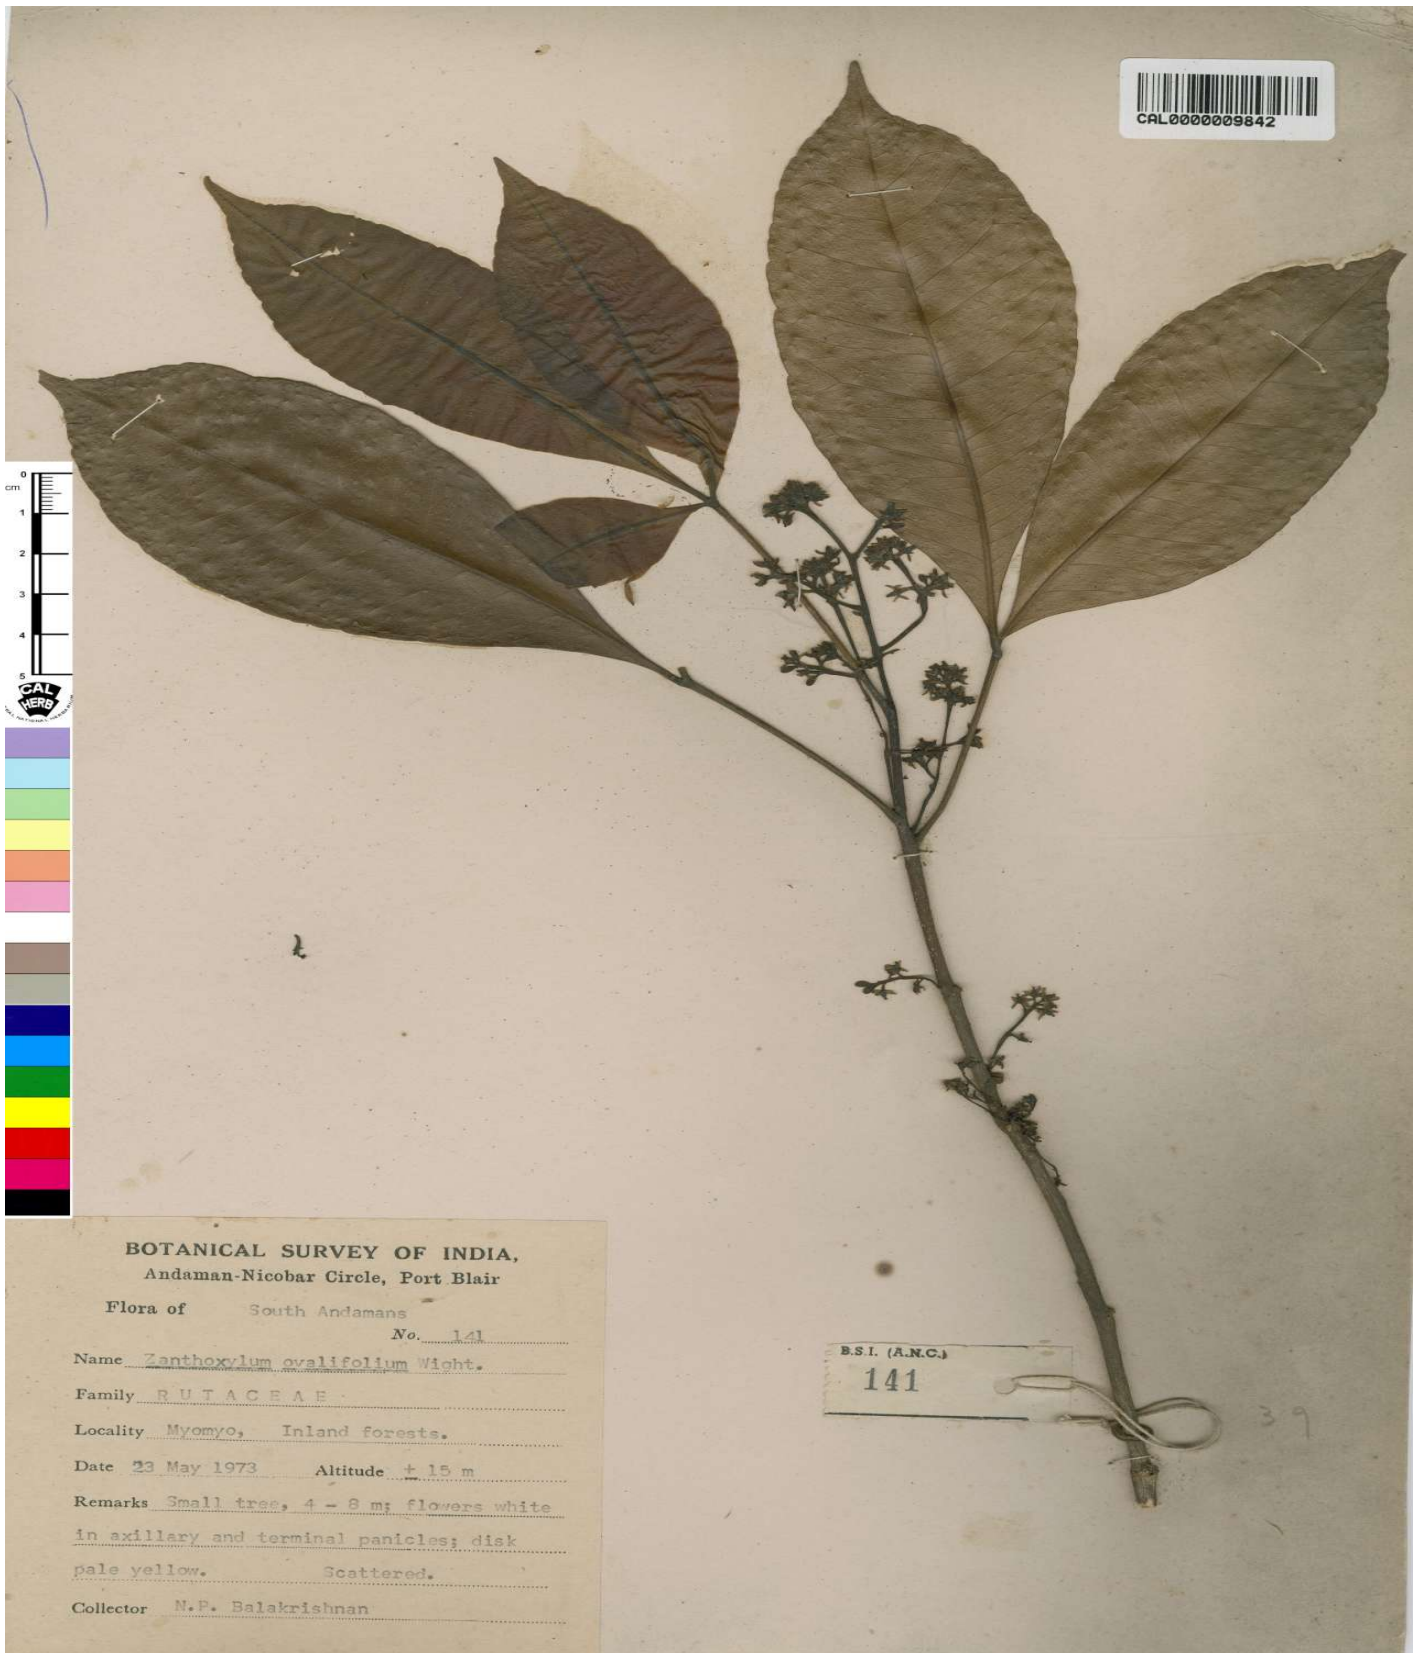 CAL0000009842
0
cm
1
2
3
4
5
CAL
HERB
BOTANICAL SURVEY OF INDIA,
Andaman-Nicobar Circle, Port Blair
Flora of South Andamans
No. 141
Name Zanthoxylum ovalifolium Wight.
Family RUTACEAE
Locality Myomyo, Inland forests.
Date 23 May 1973 Altitude ± 15 m
Remarks Small tree, 4 - 8 m; flowers white
in axillary and terminal panicles; disk
pale yellow. Scattered.
Collector N.P. Balakrishnan
B.S.I. (A.N.C.)
141
39